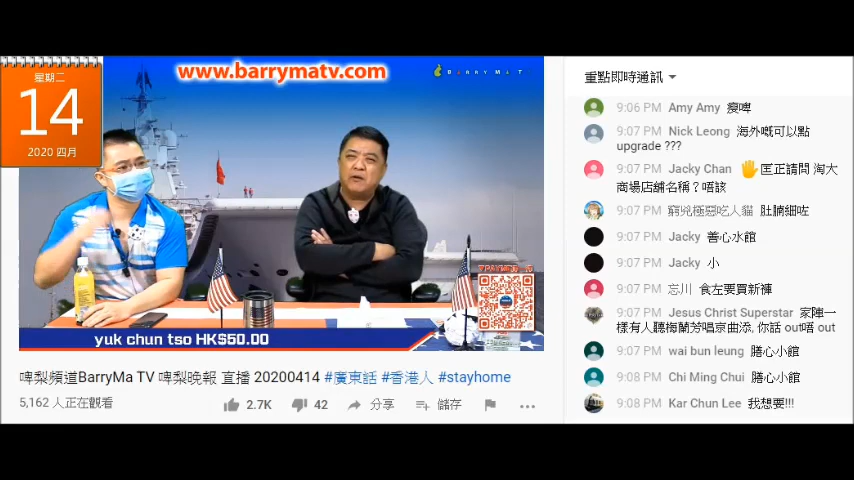 星期二
14
2020 四月
www.barrymatv.com
BARRY MA T
yuk chun tso HK$50.00
啤梨頻道BarryMa TV 啤梨晚報 直播 20200414 #廣東話 #香港人 #stayhome
5,162 人正在觀看
2.7K
42
分享
儲存
重點即時通訊
9:06 PM Amy Amy 瘦啤
9:07 PM Nick Leong 海外嘅可以點
upgrade ???
9:07 PM Jacky Chan 🖐匡正請問 淘大
商場店舖名稱？唔該
9:07 PM 窮兇極惡吃人貓 肚腩細咗
9:07 PM Jacky 善心水館
9:07 PM Jacky 小
9:07 PM 忘川 食左要買新褲
9:07 PM Jesus Christ Superstar 家陣一
樣有人聽梅蘭芳唱京曲添, 你話 out唔 out
9:07 PM wai bun leung 膳心小館
9:08 PM Chi Ming Chui 膳心小館
9:08 PM Kar Chun Lee 我想要!!!